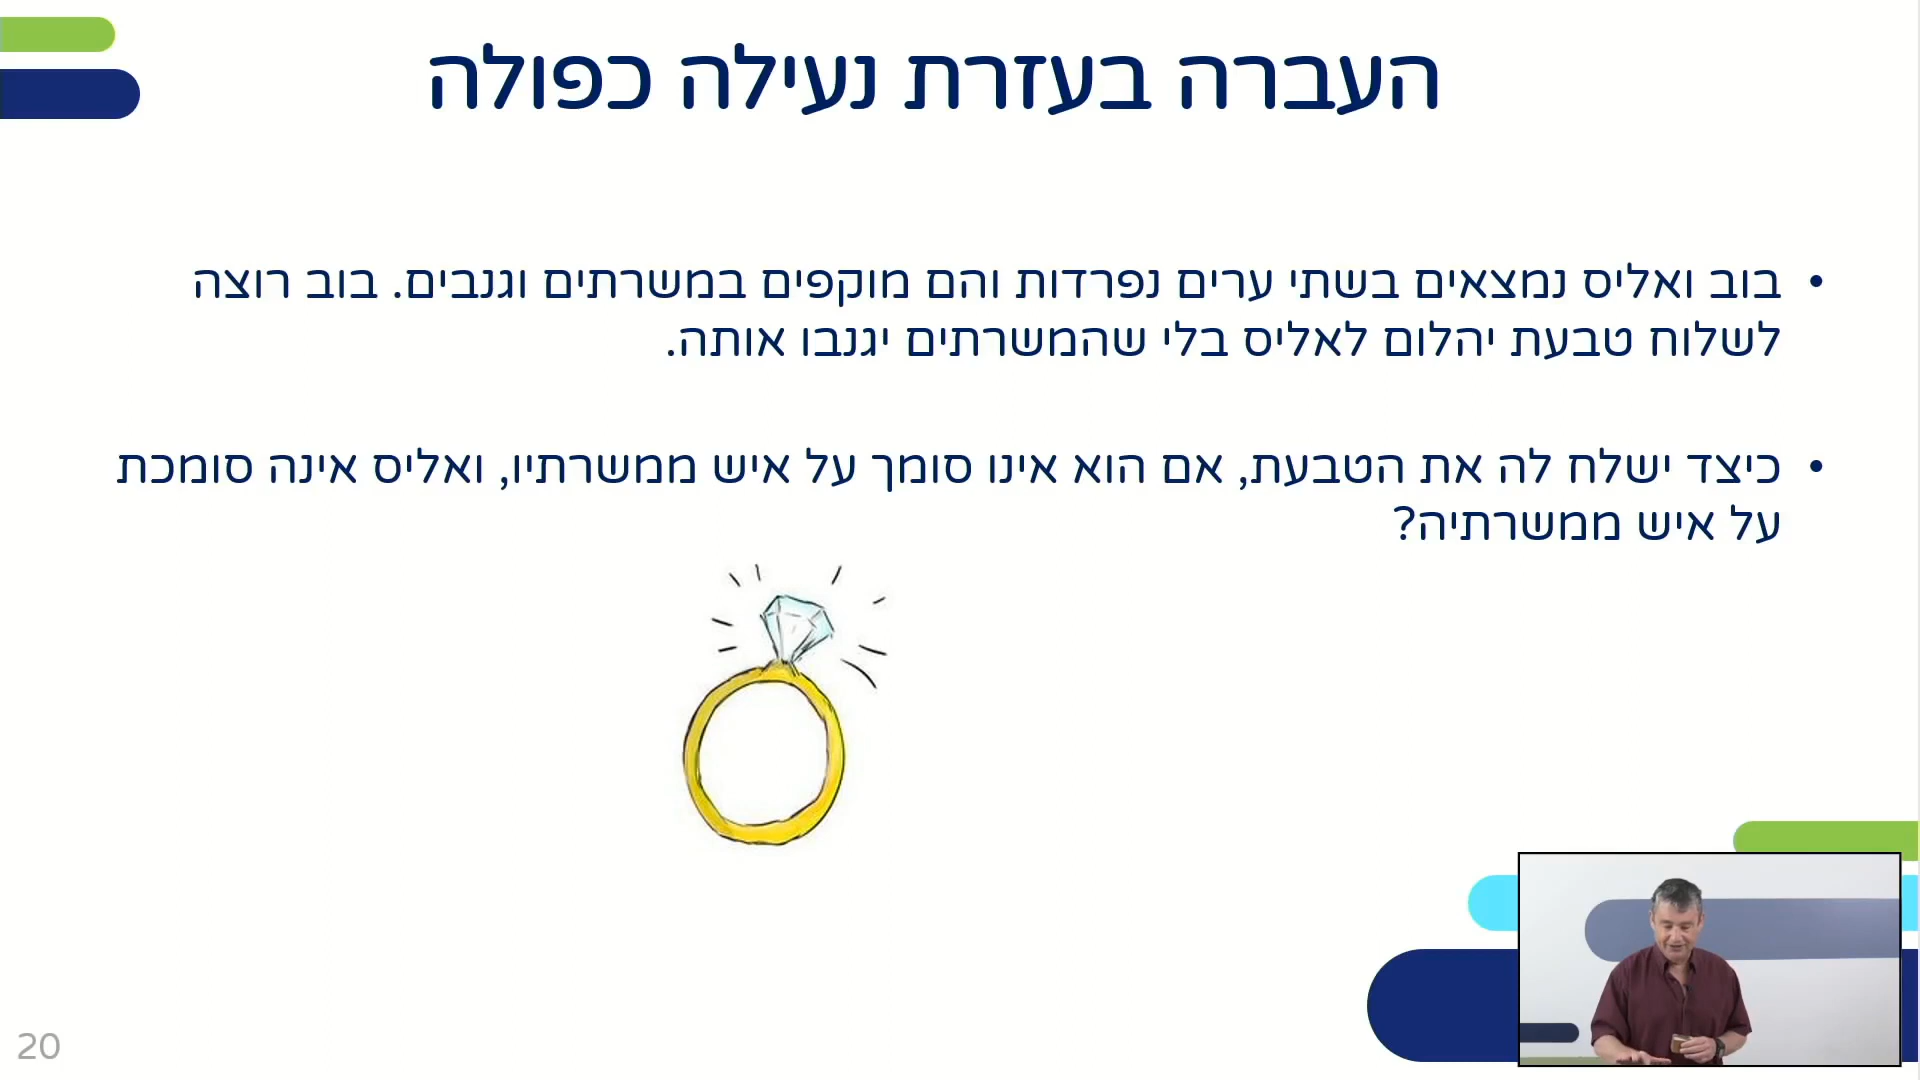 העברה בעזרת נעילה כפולה
• בוב ואליס נמצאים בשתי ערים נפרדות והם מוקפים במשרתים וגנבים. בוב רוצה
לשלוח טבעת יהלום לאליס בלי שהמשרתים יגנבו אותה.
• כיצד ישלח לה את הטבעת, אם הוא אינו סומך על איש ממשרתיו, ואליס אינה סומכת
על איש ממשרתיה?
20